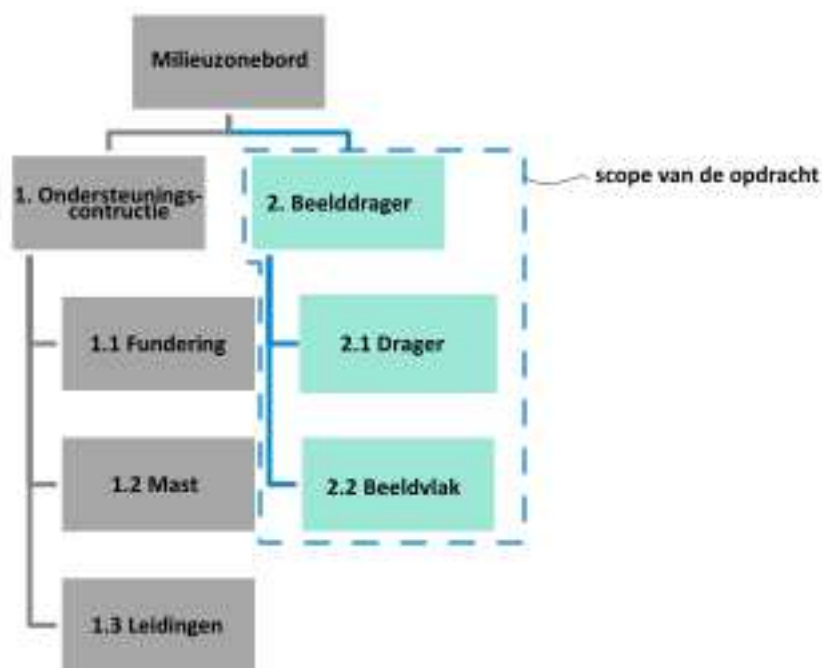 Milieuzonebord
1. Ondersteunings-
contructie
2. Beelddrager
scope van de opdracht
1.1 Fundering
2.1 Drager
1.2 Mast
2.2 Beeldvlak
1.3 Leidingen